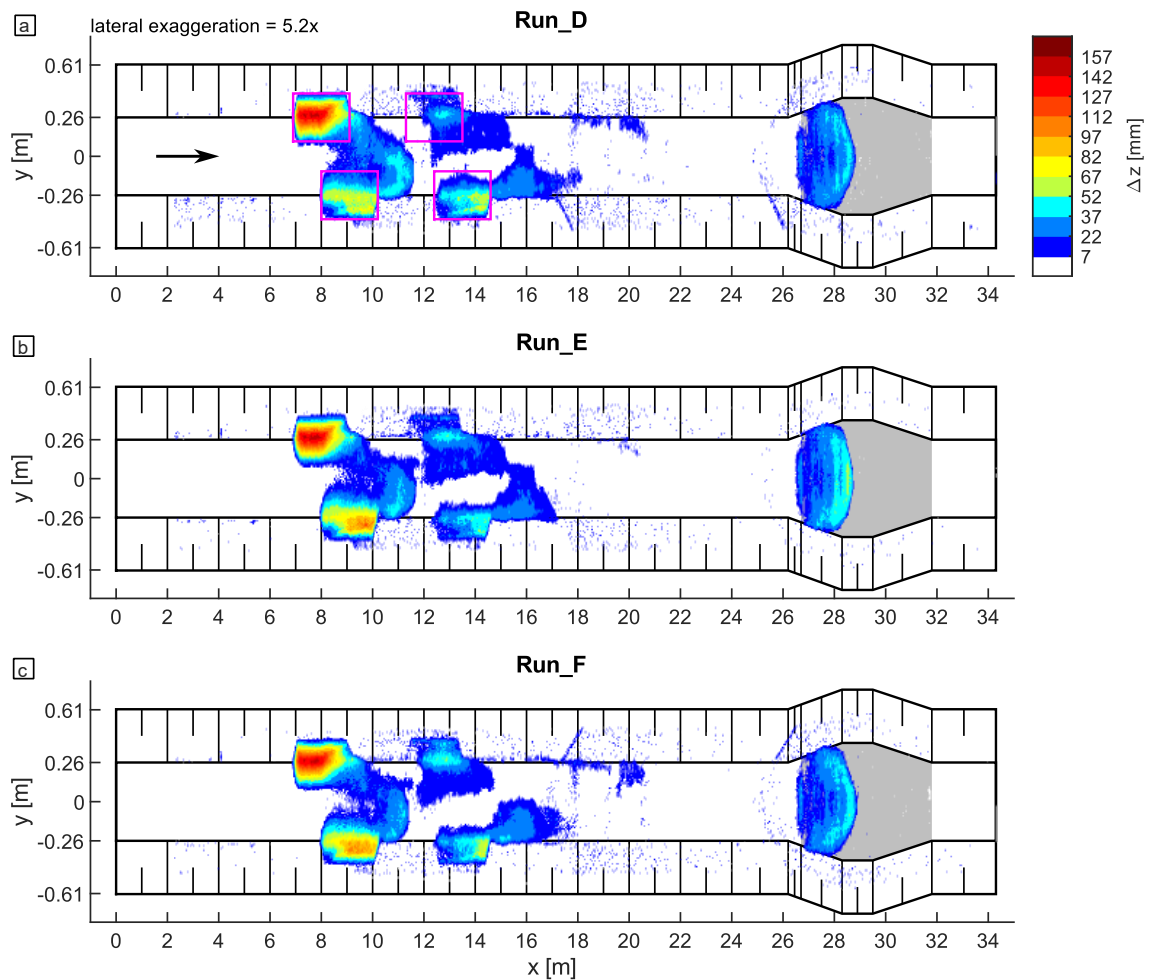 a
lateral exaggeration = 5.2x
Run_D
0.61
0.26
0
-0.26
-0.61
y [m]
0 2 4 6 8 10 12 14 16 18 20 22 24 26 28 30 32 34
157
142
127
112
97
82
67
52
37
22
7
Δz [mm]
b
Run_E
0.61
0.26
0
-0.26
-0.61
y [m]
0 2 4 6 8 10 12 14 16 18 20 22 24 26 28 30 32 34
c
Run_F
0.61
0.26
0
-0.26
-0.61
y [m]
0 2 4 6 8 10 12 14 16 18 20 22 24 26 28 30 32 34
x [m]